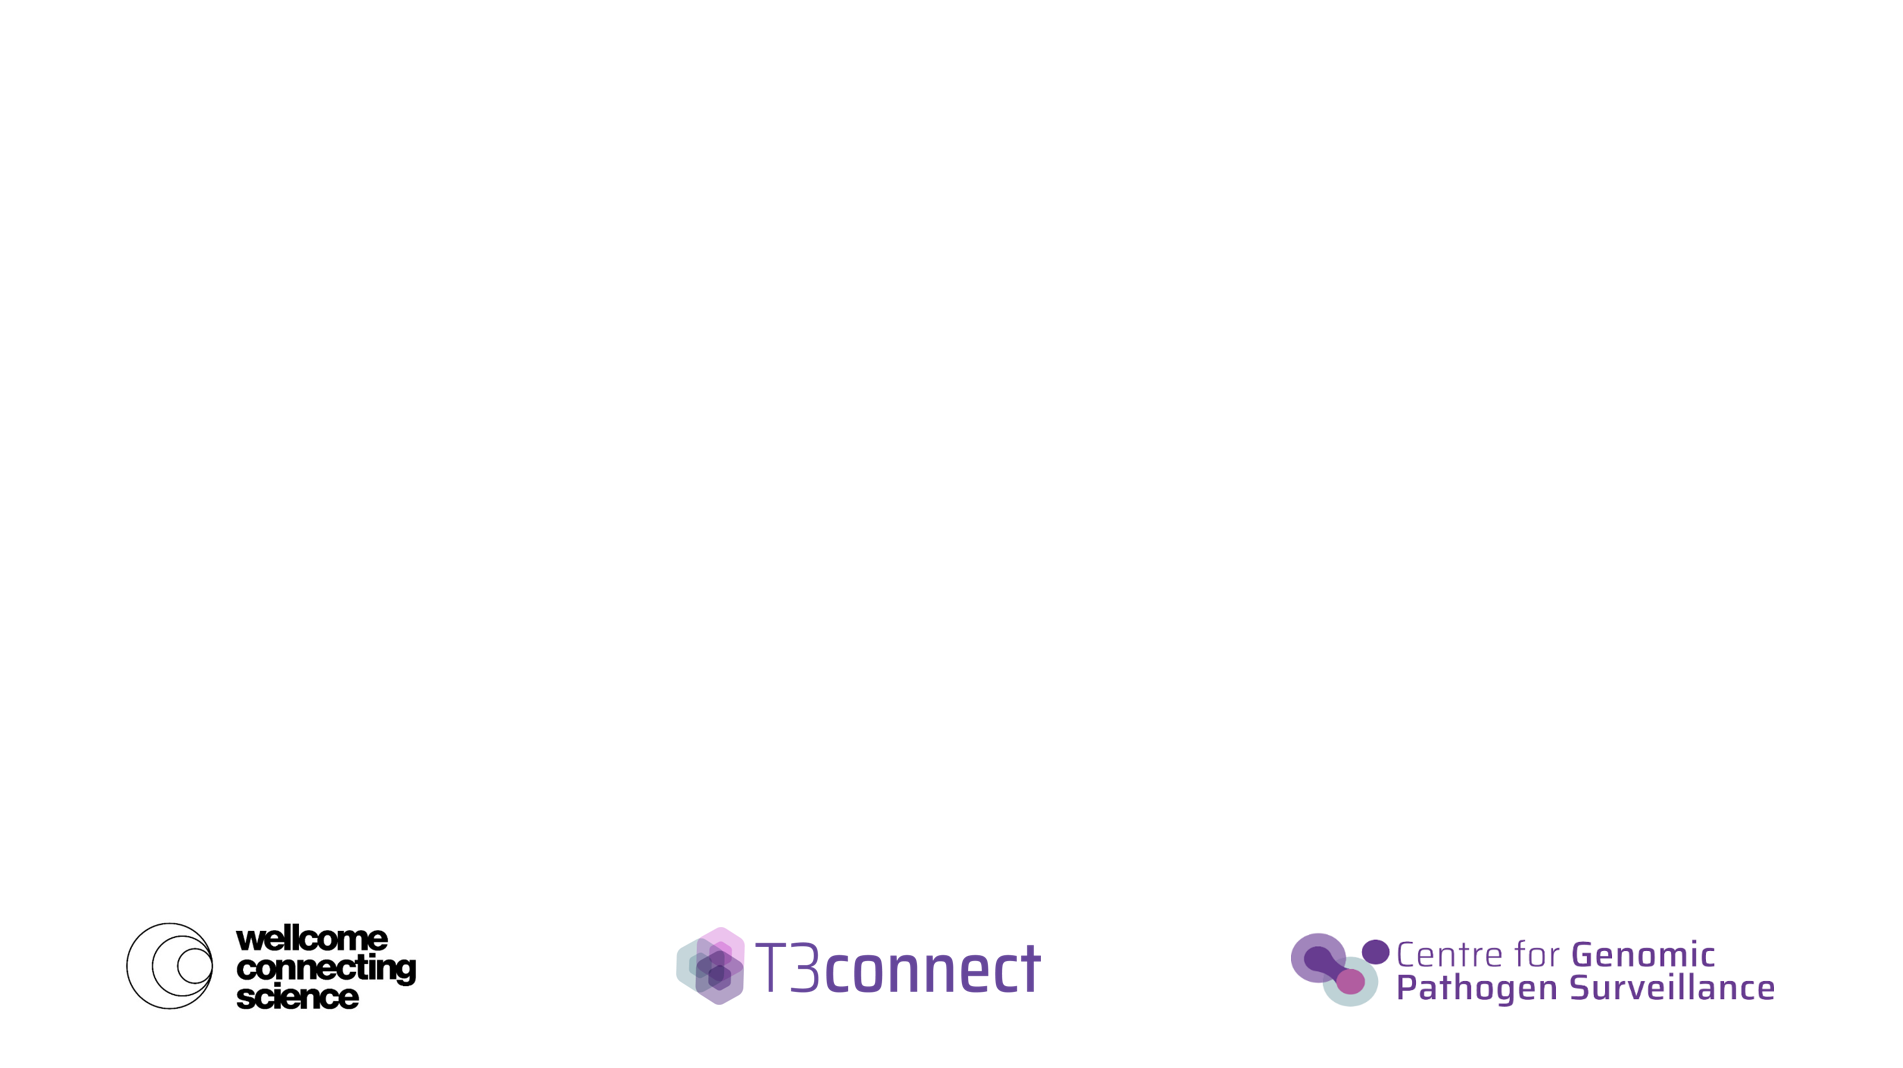 wellcome
connecting
science
T3connect
Centre for Genomic
Pathogen Surveillance